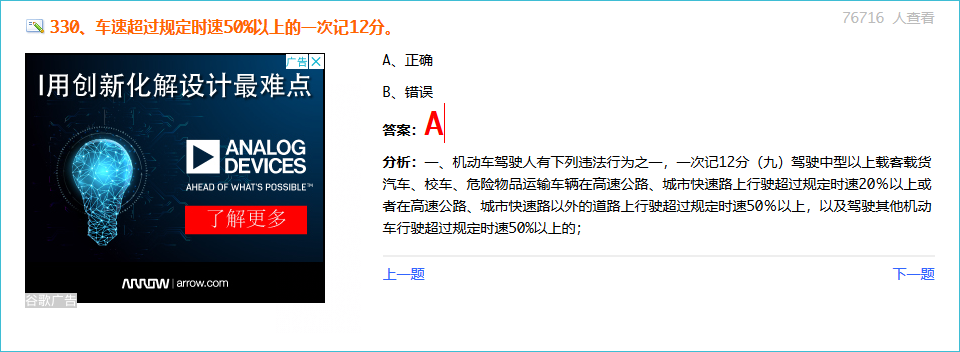 330、车速超过规定时速50%以上的一次记12分。
76716 人查看
广告
I用创新化解设计最难点
ANALOG
DEVICES
AHEAD OF WHAT'S POSSIBLE™
了解更多
ARROW | arrow.com
谷歌广告
A、正确
B、错误
答案：A
分析：一、机动车驾驶人有下列违法行为之一，一次记12分（九）驾驶中型以上载客载货
汽车、校车、危险物品运输车辆在高速公路、城市快速路上行驶超过规定时速20％以上或
者在高速公路、城市快速路以外的道路上行驶超过规定时速50％以上，以及驾驶其他机动
车行驶超过规定时速50%以上的；
上一题
下一题